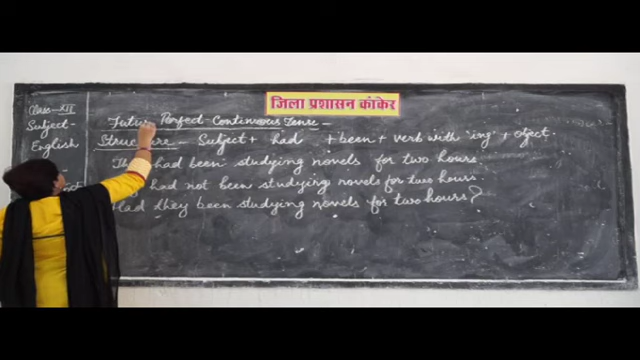 जिला प्रशासन कांकेर
Class-XII
Subject-
English
Future Perfect Continuous Tense -
Structure - Subject + had + been + verb with 'ing' + object.
They had been studying novels for two hours.
They had not been studying novels for two hours.
Had they been studying novels for two hours?